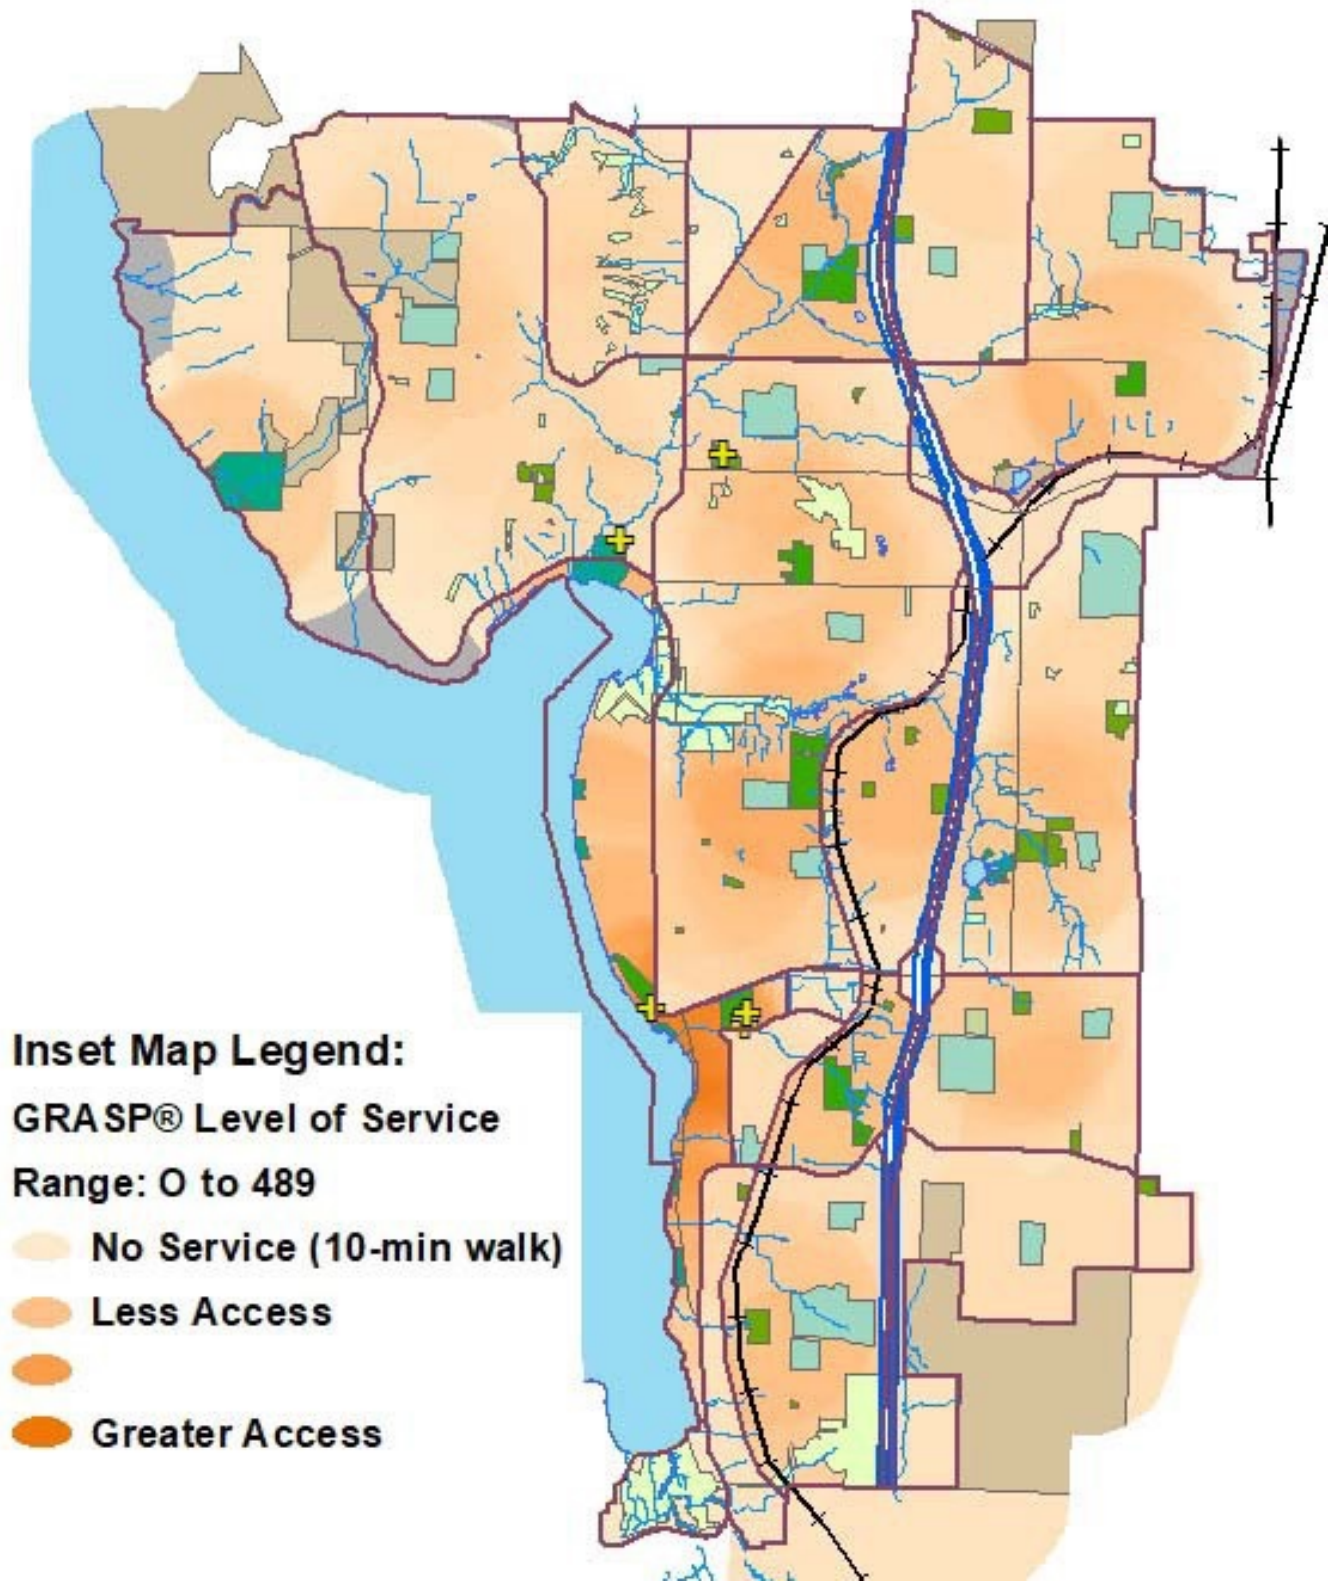 Inset Map Legend:
GRASP® Level of Service
Range: O to 489
No Service (10-min walk)
Less Access
Greater Access